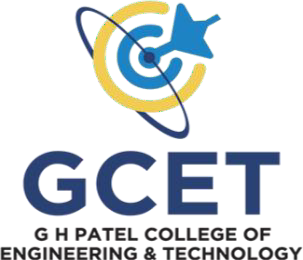 GCET
G H PATEL COLLEGE OF
ENGINEERING & TECHNOLOGY